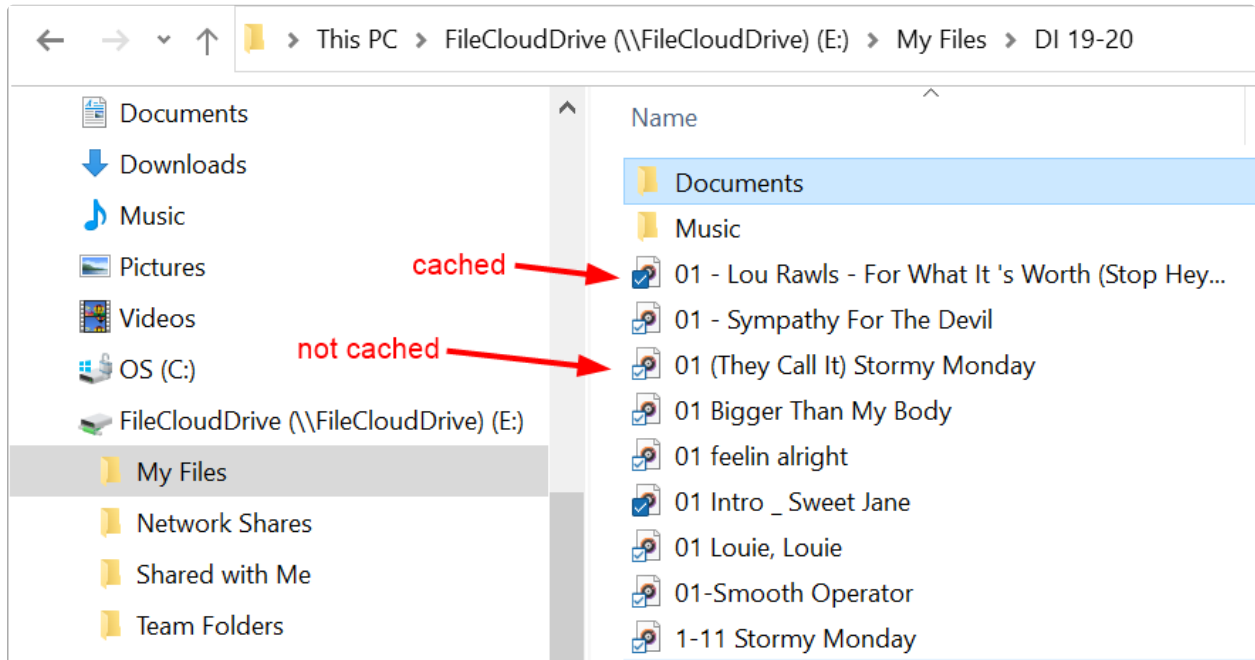 This PC > FileCloudDrive (\\FileCloudDrive) (E:) > My Files > DI 19-20
Documents
Downloads
Music
Pictures
Videos
OS (C:)
FileCloudDrive (\\FileCloudDrive) (E:)
My Files
Network Shares
Shared with Me
Team Folders
cached
not cached
Name
Documents
Music
01 - Lou Rawls - For What It 's Worth (Stop Hey...
01 - Sympathy For The Devil
01 (They Call It) Stormy Monday
01 Bigger Than My Body
01 feelin alright
01 Intro _ Sweet Jane
01 Louie, Louie
01-Smooth Operator
1-11 Stormy Monday